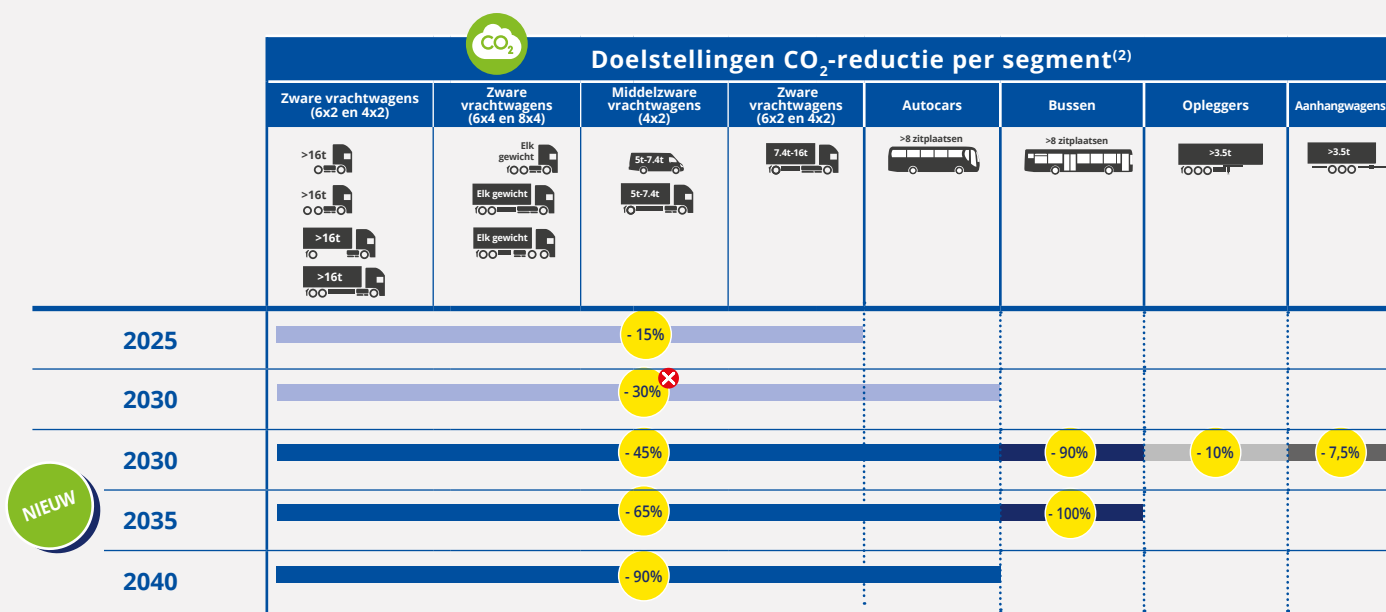 CO2
Doelstellingen CO2-reductie per segment(2)
Zware vrachtwagens
(6x2 en 4x2)
Zware
vrachtwagens
(6x4 en 8x4)
Middelzware
vrachtwagens
(4x2)
Zware
vrachtwagens
(6x2 en 4x2)
Autocars
Bussen
Opleggers
Aanhangwagens
>16t
>16t
>16t
>16t
Elk
gewicht
Elk gewicht
Elk gewicht
5t-7.4t
5t-7.4t
7.4t-16t
>8 zitplaatsen
>8 zitplaatsen
>3.5t
>3.5t
2025
- 15%
2030
- 30%
2030
- 45%
- 90%
- 10%
- 7,5%
NIEUW
2035
- 65%
- 100%
2040
- 90%